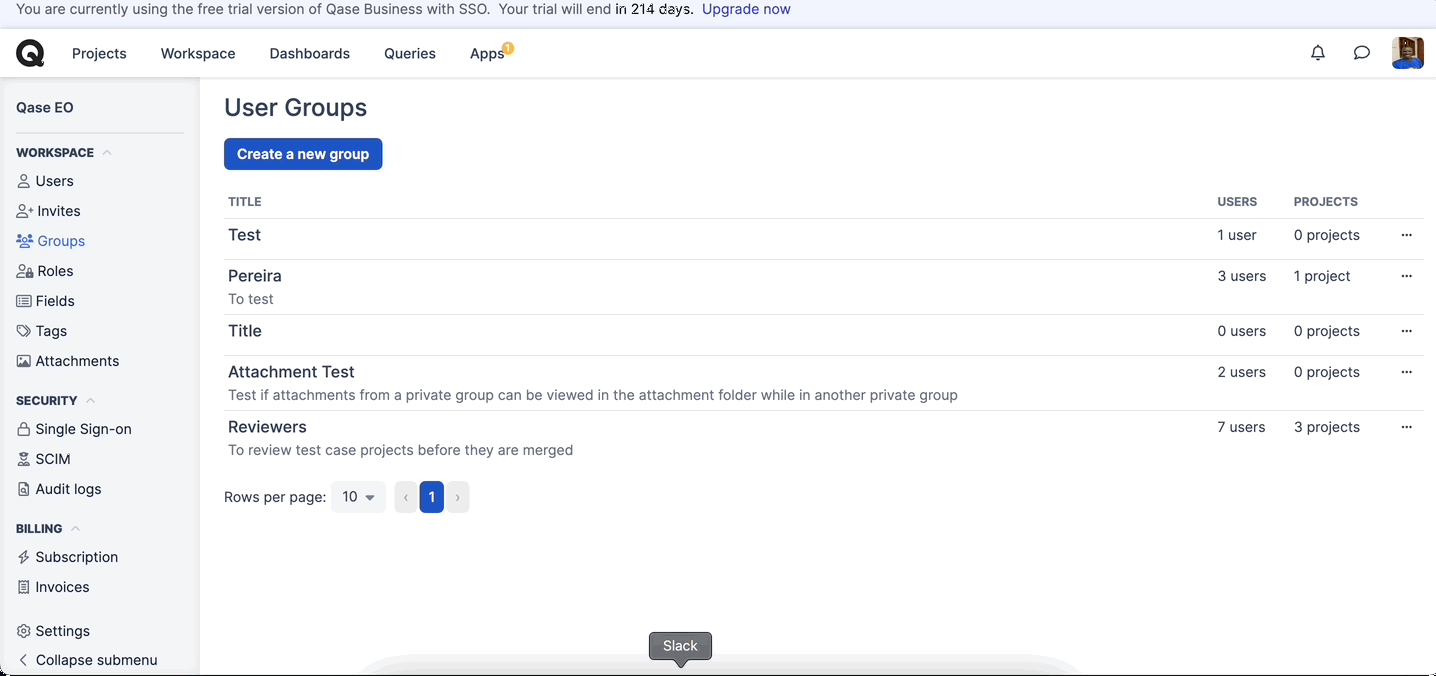 You are currently using the free trial version of Qase Business with SSO. Your trial will end in 214 days. Upgrade now
Projects Workspace Dashboards Queries Apps 1
Qase EO
WORKSPACE
Users
Invites
Groups
Roles
Fields
Tags
Attachments
SECURITY
Single Sign-on
SCIM
Audit logs
BILLING
Subscription
Invoices
Settings
Collapse submenu
User Groups
Create a new group
TITLE USERS PROJECTS
Test 1 user 0 projects
Pereira 3 users 1 project
To test
Title 0 users 0 projects
Attachment Test 2 users 0 projects
Test if attachments from a private group can be viewed in the attachment folder while in another private group
Reviewers 7 users 3 projects
To review test case projects before they are merged
Rows per page: 10 ‹ 1 ›
Slack